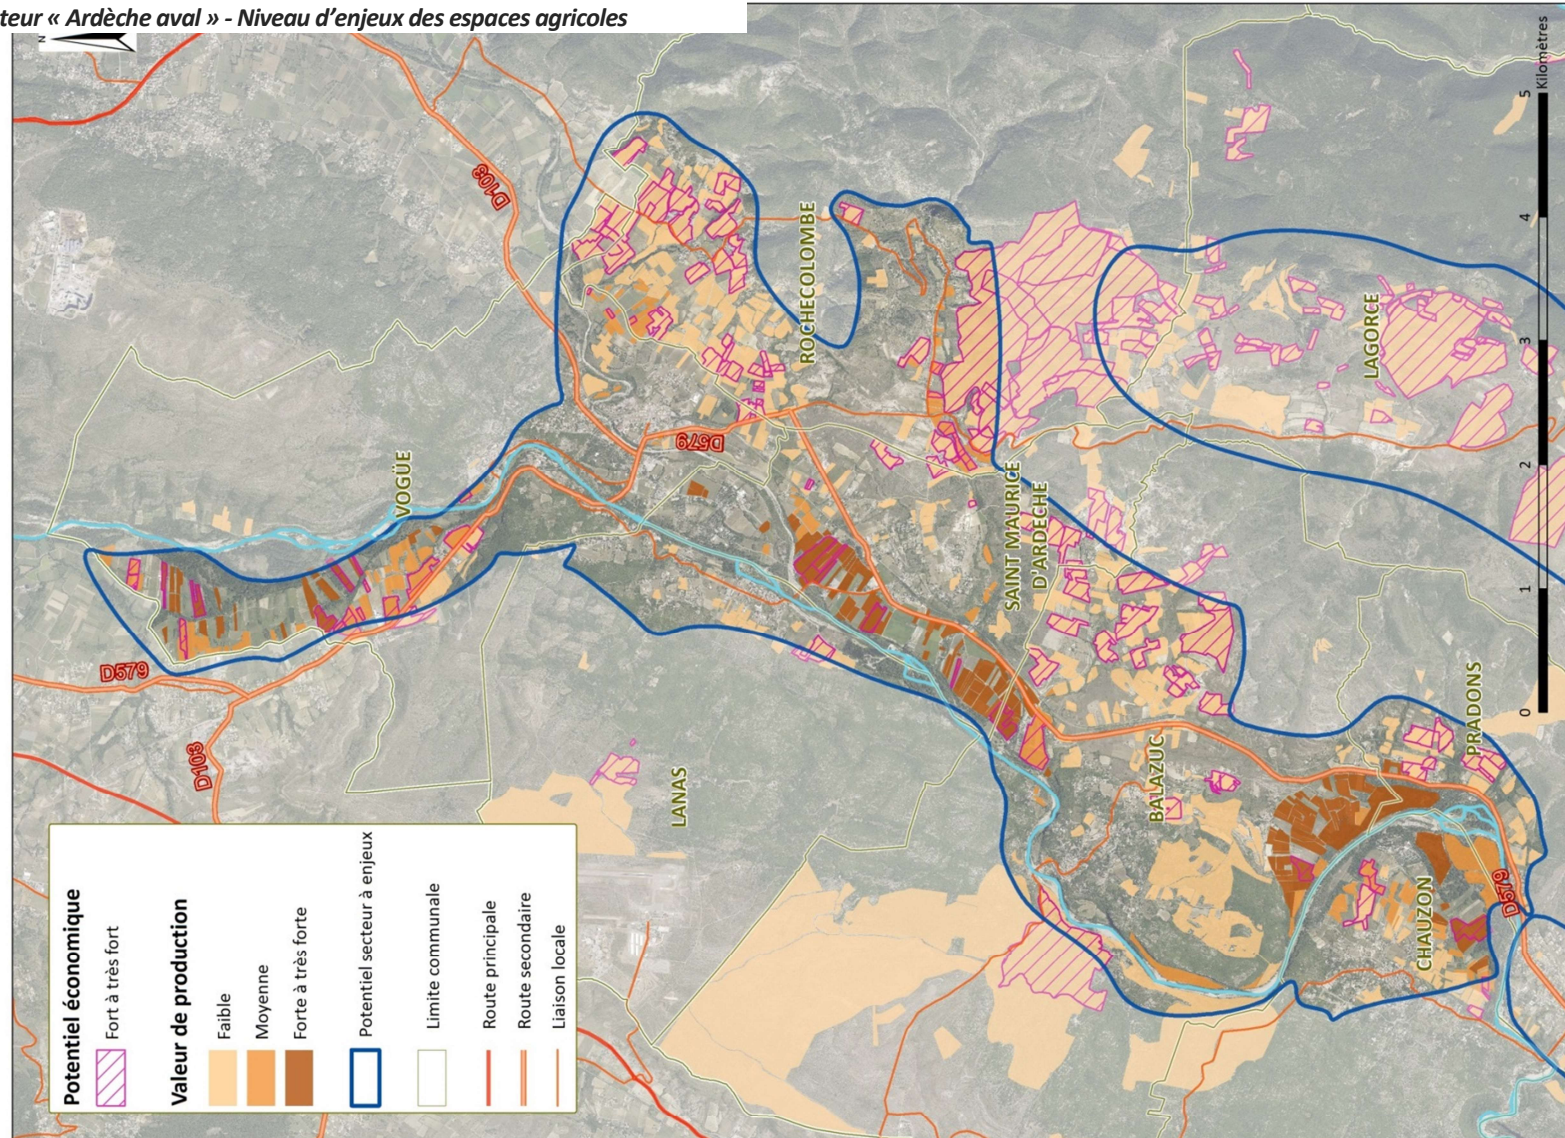 teur « Ardèche aval » - Niveau d’enjeux des espaces agricoles
N
Potentiel économique
Fort à très fort
Valeur de production
Faible
Moyenne
Forte à très forte
Potentiel secteur à enjeux
Limite communale
Route principale
Route secondaire
Liaison locale
D579
D103
D103
D579
D579
VOGÜE
ROCHECOLOMBE
LANAS
SAINT MAURICE
D'ARDECHE
LAGORCE
BALAZUC
PRADONS
CHAUZON
0 1 2 3 4 5
Kilomètres